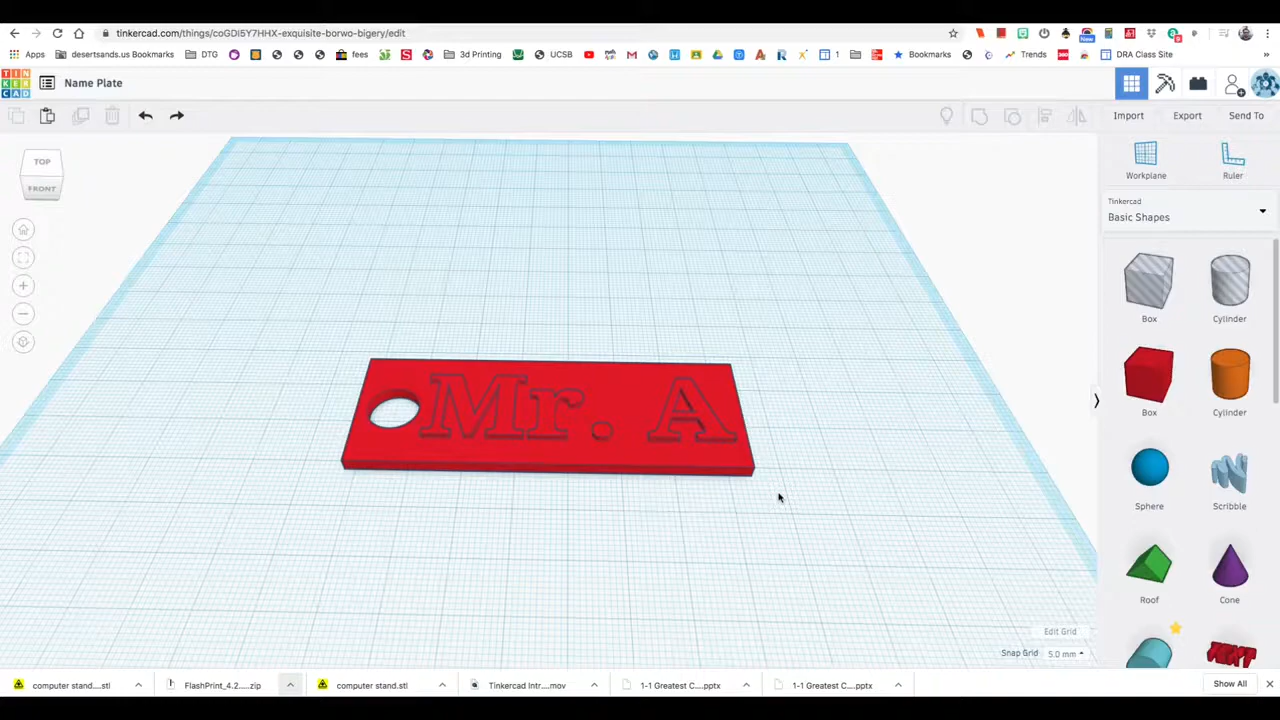 tinkercad.com/things/coGDi5Y7HHX-exquisite-borwo-bigery/edit
Apps desertsands.us Bookmarks DTG fees 3d Printing UCSB 1 Bookmarks Trends DRA Class Site »
TIN KER CAD Name Plate
Import Export Send To
TOP
FRONT
Workplane Ruler
Tinkercad
Basic Shapes
Mr. A
Box Cylinder
Box Cylinder
Sphere Scribble
Roof Cone
Edit Grid
Snap Grid 5.0 mm
computer stand....stl FlashPrint_4.2....zip computer stand.stl Tinkercad Intr....mov 1-1 Greatest C....pptx 1-1 Greatest C....pptx Show All